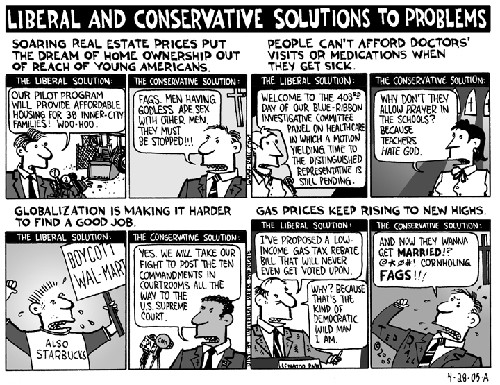 LIBERAL AND CONSERVATIVE SOLUTIONS TO PROBLEMS
SOARING REAL ESTATE PRICES PUT
THE DREAM OF HOME OWNERSHIP OUT
OF REACH OF YOUNG AMERICANS.
THE LIBERAL SOLUTION:
OUR PILOT PROGRAM
WILL PROVIDE AFFORDABLE
HOUSING FOR 38 INNER-CITY
FAMILIES! WOO-HOO.
THE CONSERVATIVE SOLUTION:
FAGS. MEN HAVING
GODLESS, APE SEX
WITH OTHER MEN.
THEY MUST
BE STOPPED!!!
PEOPLE CAN'T AFFORD DOCTORS'
VISITS OR MEDICATIONS WHEN
THEY GET SICK.
THE LIBERAL SOLUTION:
WELCOME TO THE 403RD
DAY OF OUR BLUE-RIBBON
INVESTIGATIVE COMMITTEE
PANEL ON HEALTHCARE
IN WHICH A MOTION
YIELDING TIME TO
THE DISTINGUISHED
REPRESENTATIVE IS
STILL PENDING.
THE CONSERVATIVE SOLUTION:
WHY DON'T THEY
ALLOW PRAYER IN
THE SCHOOLS?
BECAUSE
TEACHERS
HATE GOD.
GLOBALIZATION IS MAKING IT HARDER
TO FIND A GOOD JOB.
THE LIBERAL SOLUTION:
BOYCOTT
WAL-MART
ALSO
STARBUCKS
THE CONSERVATIVE SOLUTION:
YES. WE WILL TAKE OUR
FIGHT TO POST THE TEN
COMMANDMENTS IN
COURTROOMS ALL THE
WAY TO THE
U.S. SUPREME
COURT.
GAS PRICES KEEP RISING TO NEW HIGHS.
THE LIBERAL SOLUTION:
I'VE PROPOSED A LOW-
INCOME GAS TAX REBATE
BILL THAT WILL NEVER
EVEN GET VOTED UPON.
WHY? BECAUSE
THAT'S THE
KIND OF
DEMOCRATIC
WILD MAN
I AM.
THE CONSERVATIVE SOLUTION:
AND NOW THEY WANNA
GET MARRIED!?
@*@#! CORNHOLING
FAGS!!!
4-28-05